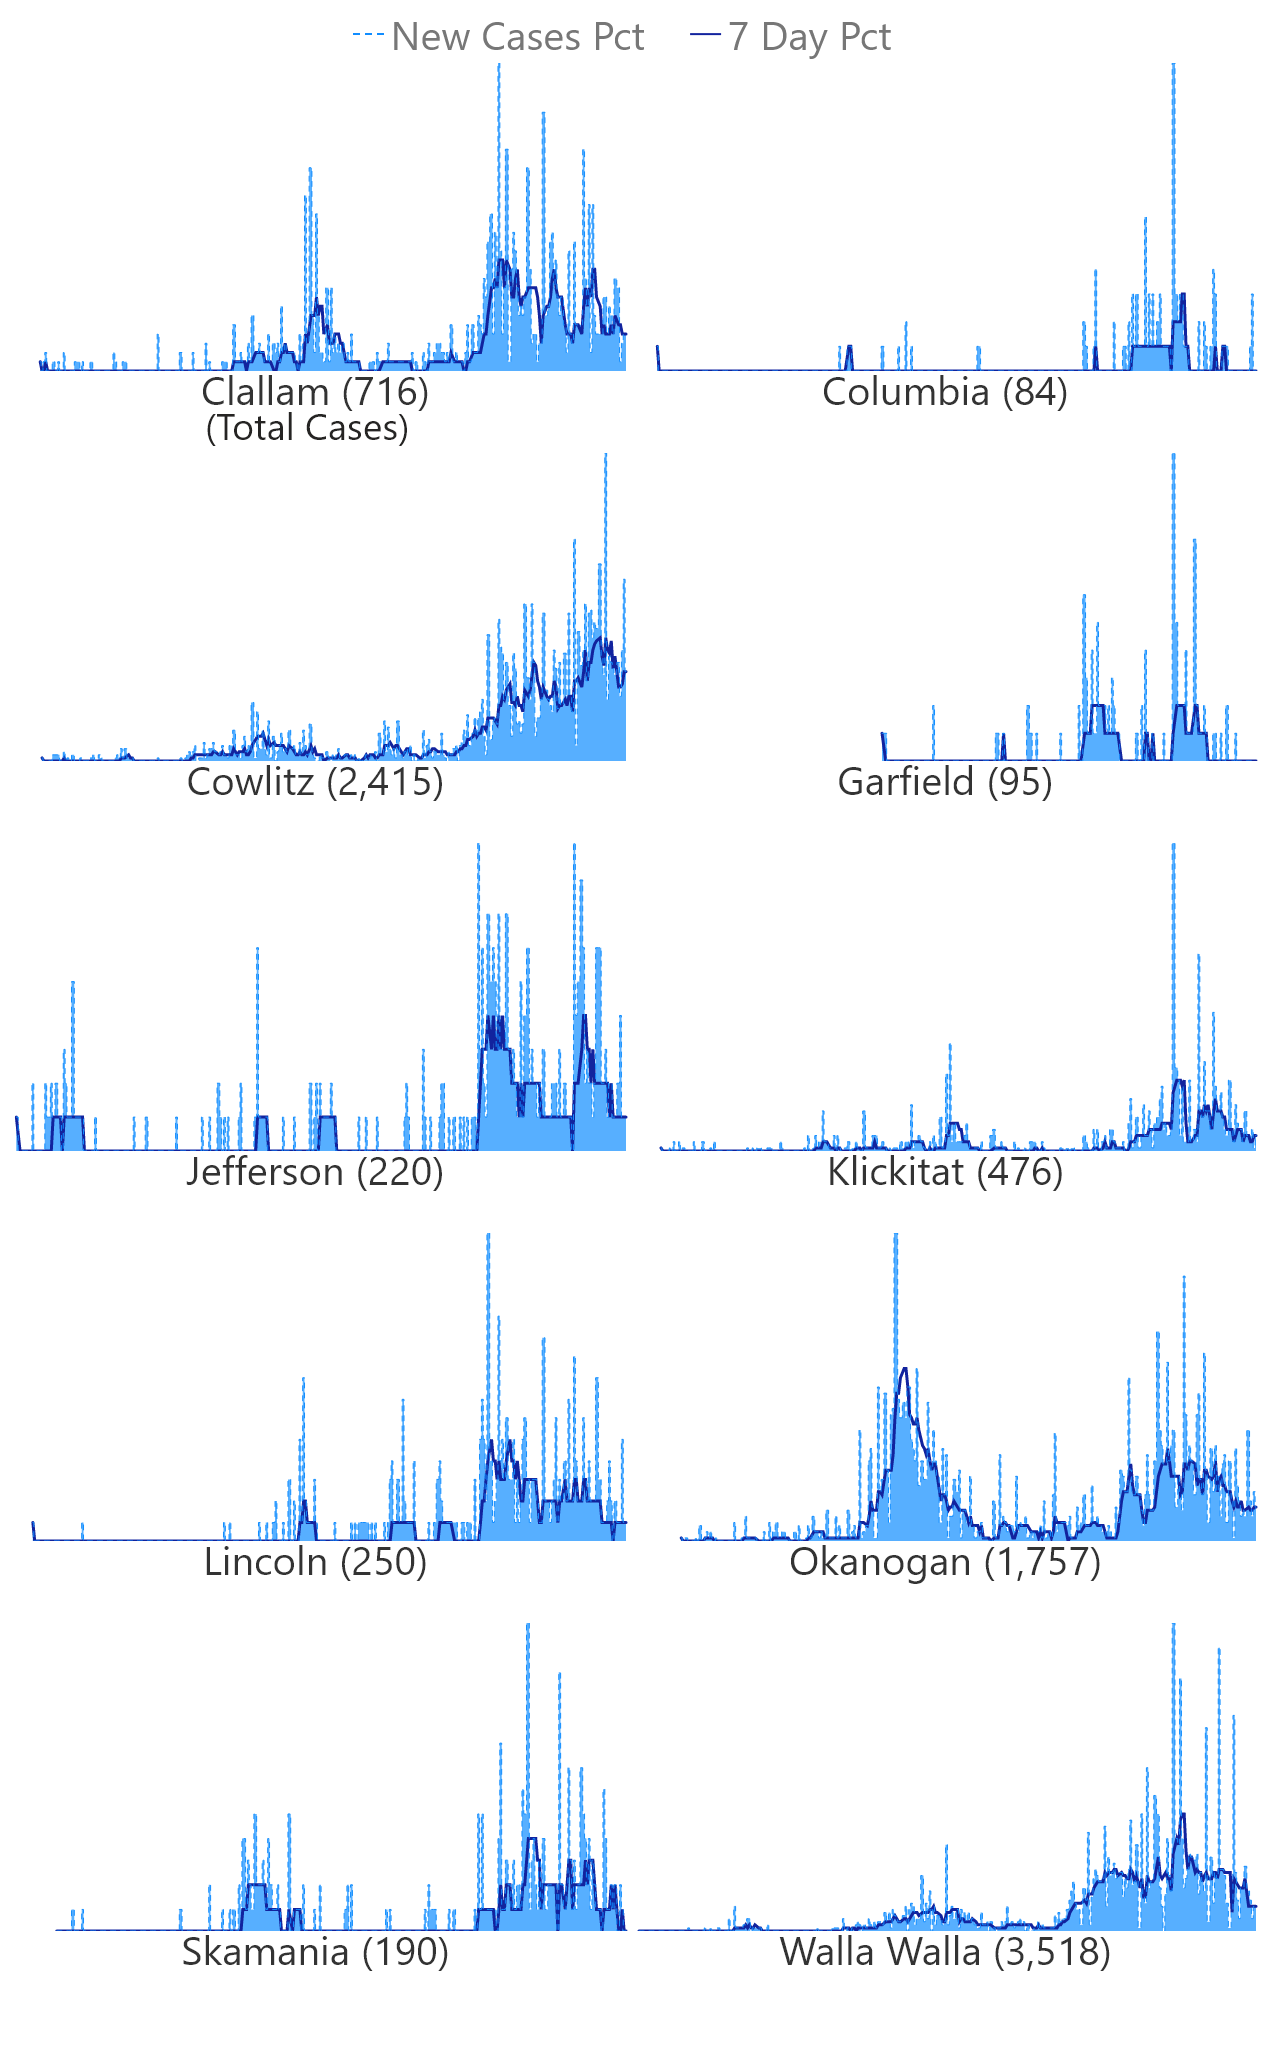 New Cases Pct 7 Day Pct
Clallam (716)
(Total Cases)
Columbia (84)
Cowlitz (2,415)
Garfield (95)
Jefferson (220)
Klickitat (476)
Lincoln (250)
Okanogan (1,757)
Skamania (190)
Walla Walla (3,518)